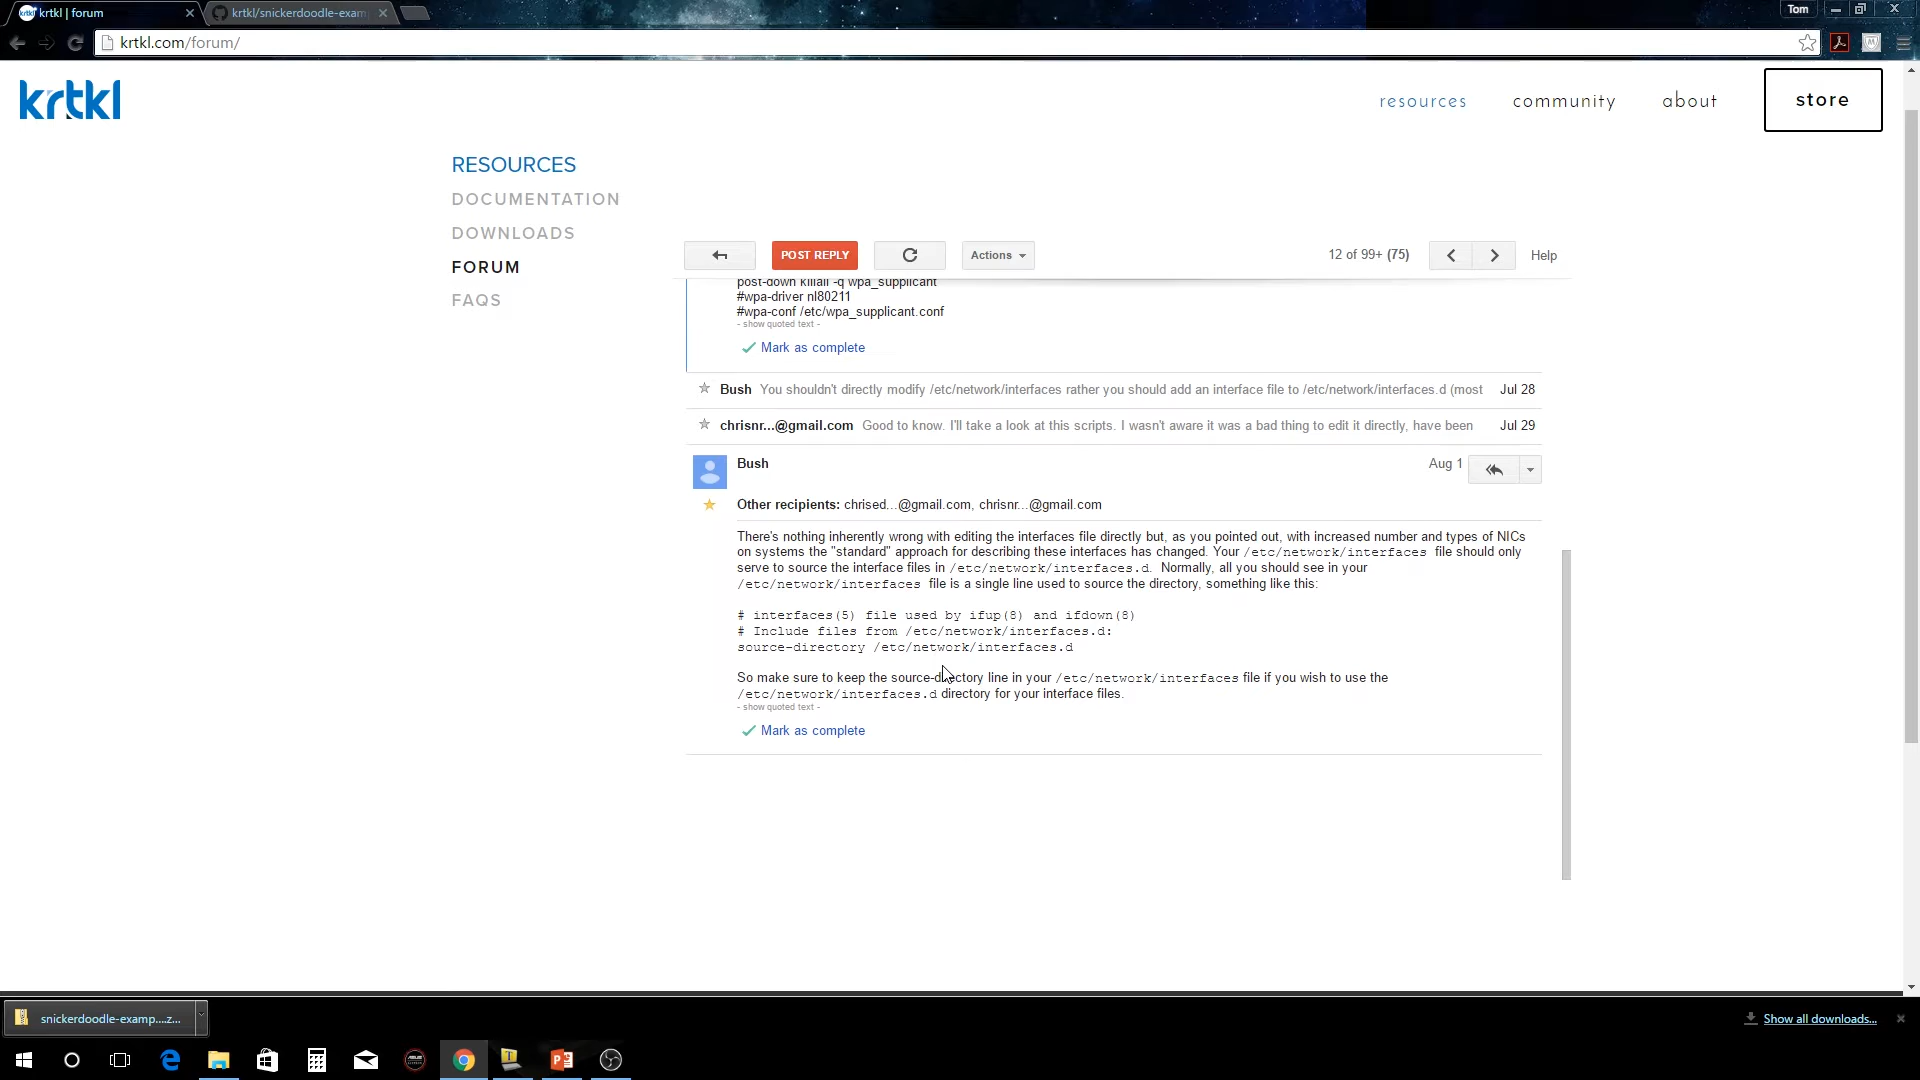 krtkl | forum
krtkl/snickerdoodle-exam
Tom
krtkl.com/forum/
krtkl
resources
community
about
store
RESOURCES
DOCUMENTATION
DOWNLOADS
FORUM
FAQS
POST REPLY
Actions
12 of 99+ (75)
Help
post-down killall -q wpa_supplicant
#wpa-driver nl80211
#wpa-conf /etc/wpa_supplicant.conf
- show quoted text -
Mark as complete
Bush You shouldn't directly modify /etc/network/interfaces rather you should add an interface file to /etc/network/interfaces.d (most Jul 28
chrisnr...@gmail.com Good to know. I'll take a look at this scripts. I wasn't aware it was a bad thing to edit it directly, have been Jul 29
Bush
Aug 1
Other recipients: chrised...@gmail.com, chrisnr...@gmail.com
There's nothing inherently wrong with editing the interfaces file directly but, as you pointed out, with increased number and types of NICs
on systems the "standard" approach for describing these interfaces has changed. Your /etc/network/interfaces file should only
serve to source the interface files in /etc/network/interfaces.d. Normally, all you should see in your
/etc/network/interfaces file is a single line used to source the directory, something like this:
# interfaces(5) file used by ifup(8) and ifdown(8)
# Include files from /etc/network/interfaces.d:
source-directory /etc/network/interfaces.d
So make sure to keep the source-directory line in your /etc/network/interfaces file if you wish to use the
/etc/network/interfaces.d directory for your interface files.
- show quoted text -
Mark as complete
snickerdoodle-examp....z...
Show all downloads...